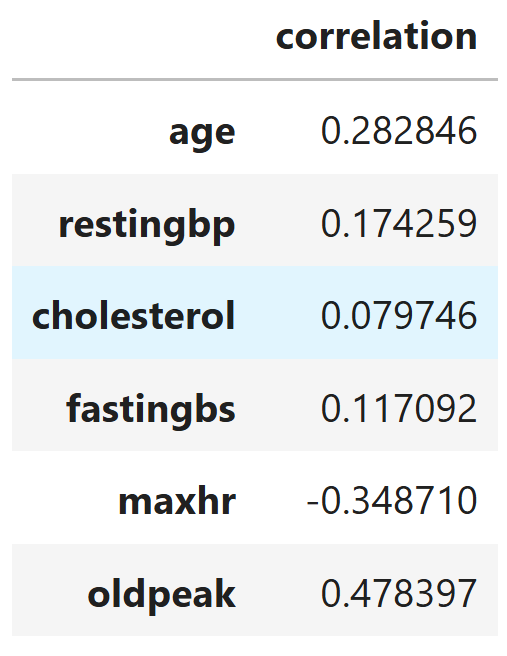 correlation
age 0.282846
restingbp 0.174259
cholesterol 0.079746
fastingbs 0.117092
maxhr -0.348710
oldpeak 0.478397